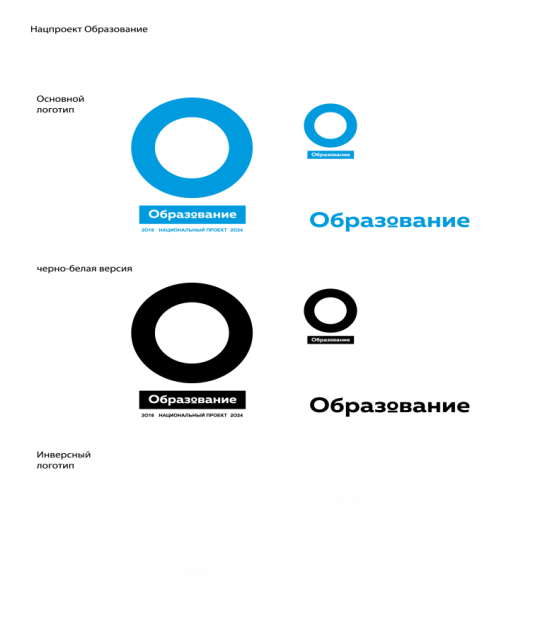 Нацпроект Образование
Основной
логотип
Образование
Образование
2018 НАЦИОНАЛЬНЫЙ ПРОЕКТ 2024
Образование
черно-белая версия
Образование
Образование
2018 НАЦИОНАЛЬНЫЙ ПРОЕКТ 2024
Образование
Инверсный
логотип